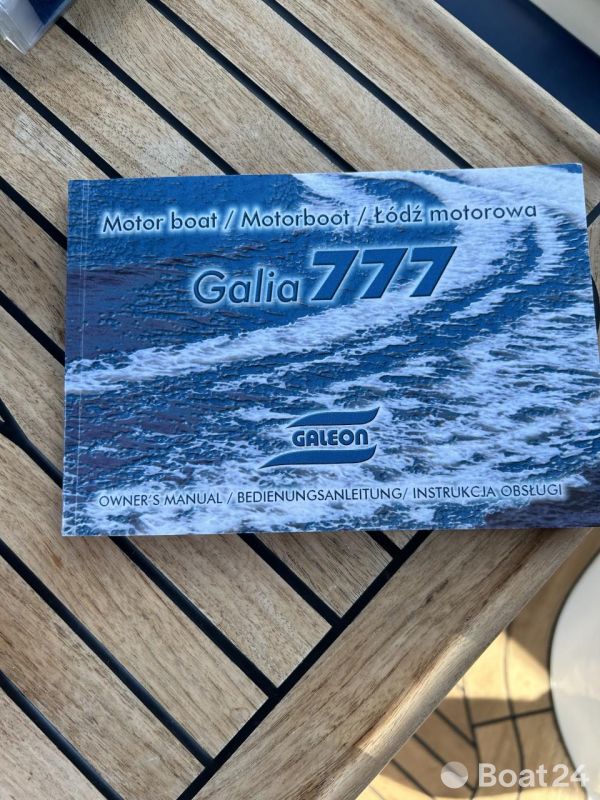 Motor boat / Motorboot / Łódź motorowa
Galia 777
GALEON
OWNER'S MANUAL / BEDIENUNGSANLEITUNG/ INSTRUKCJA OBSŁUGI
Boat24